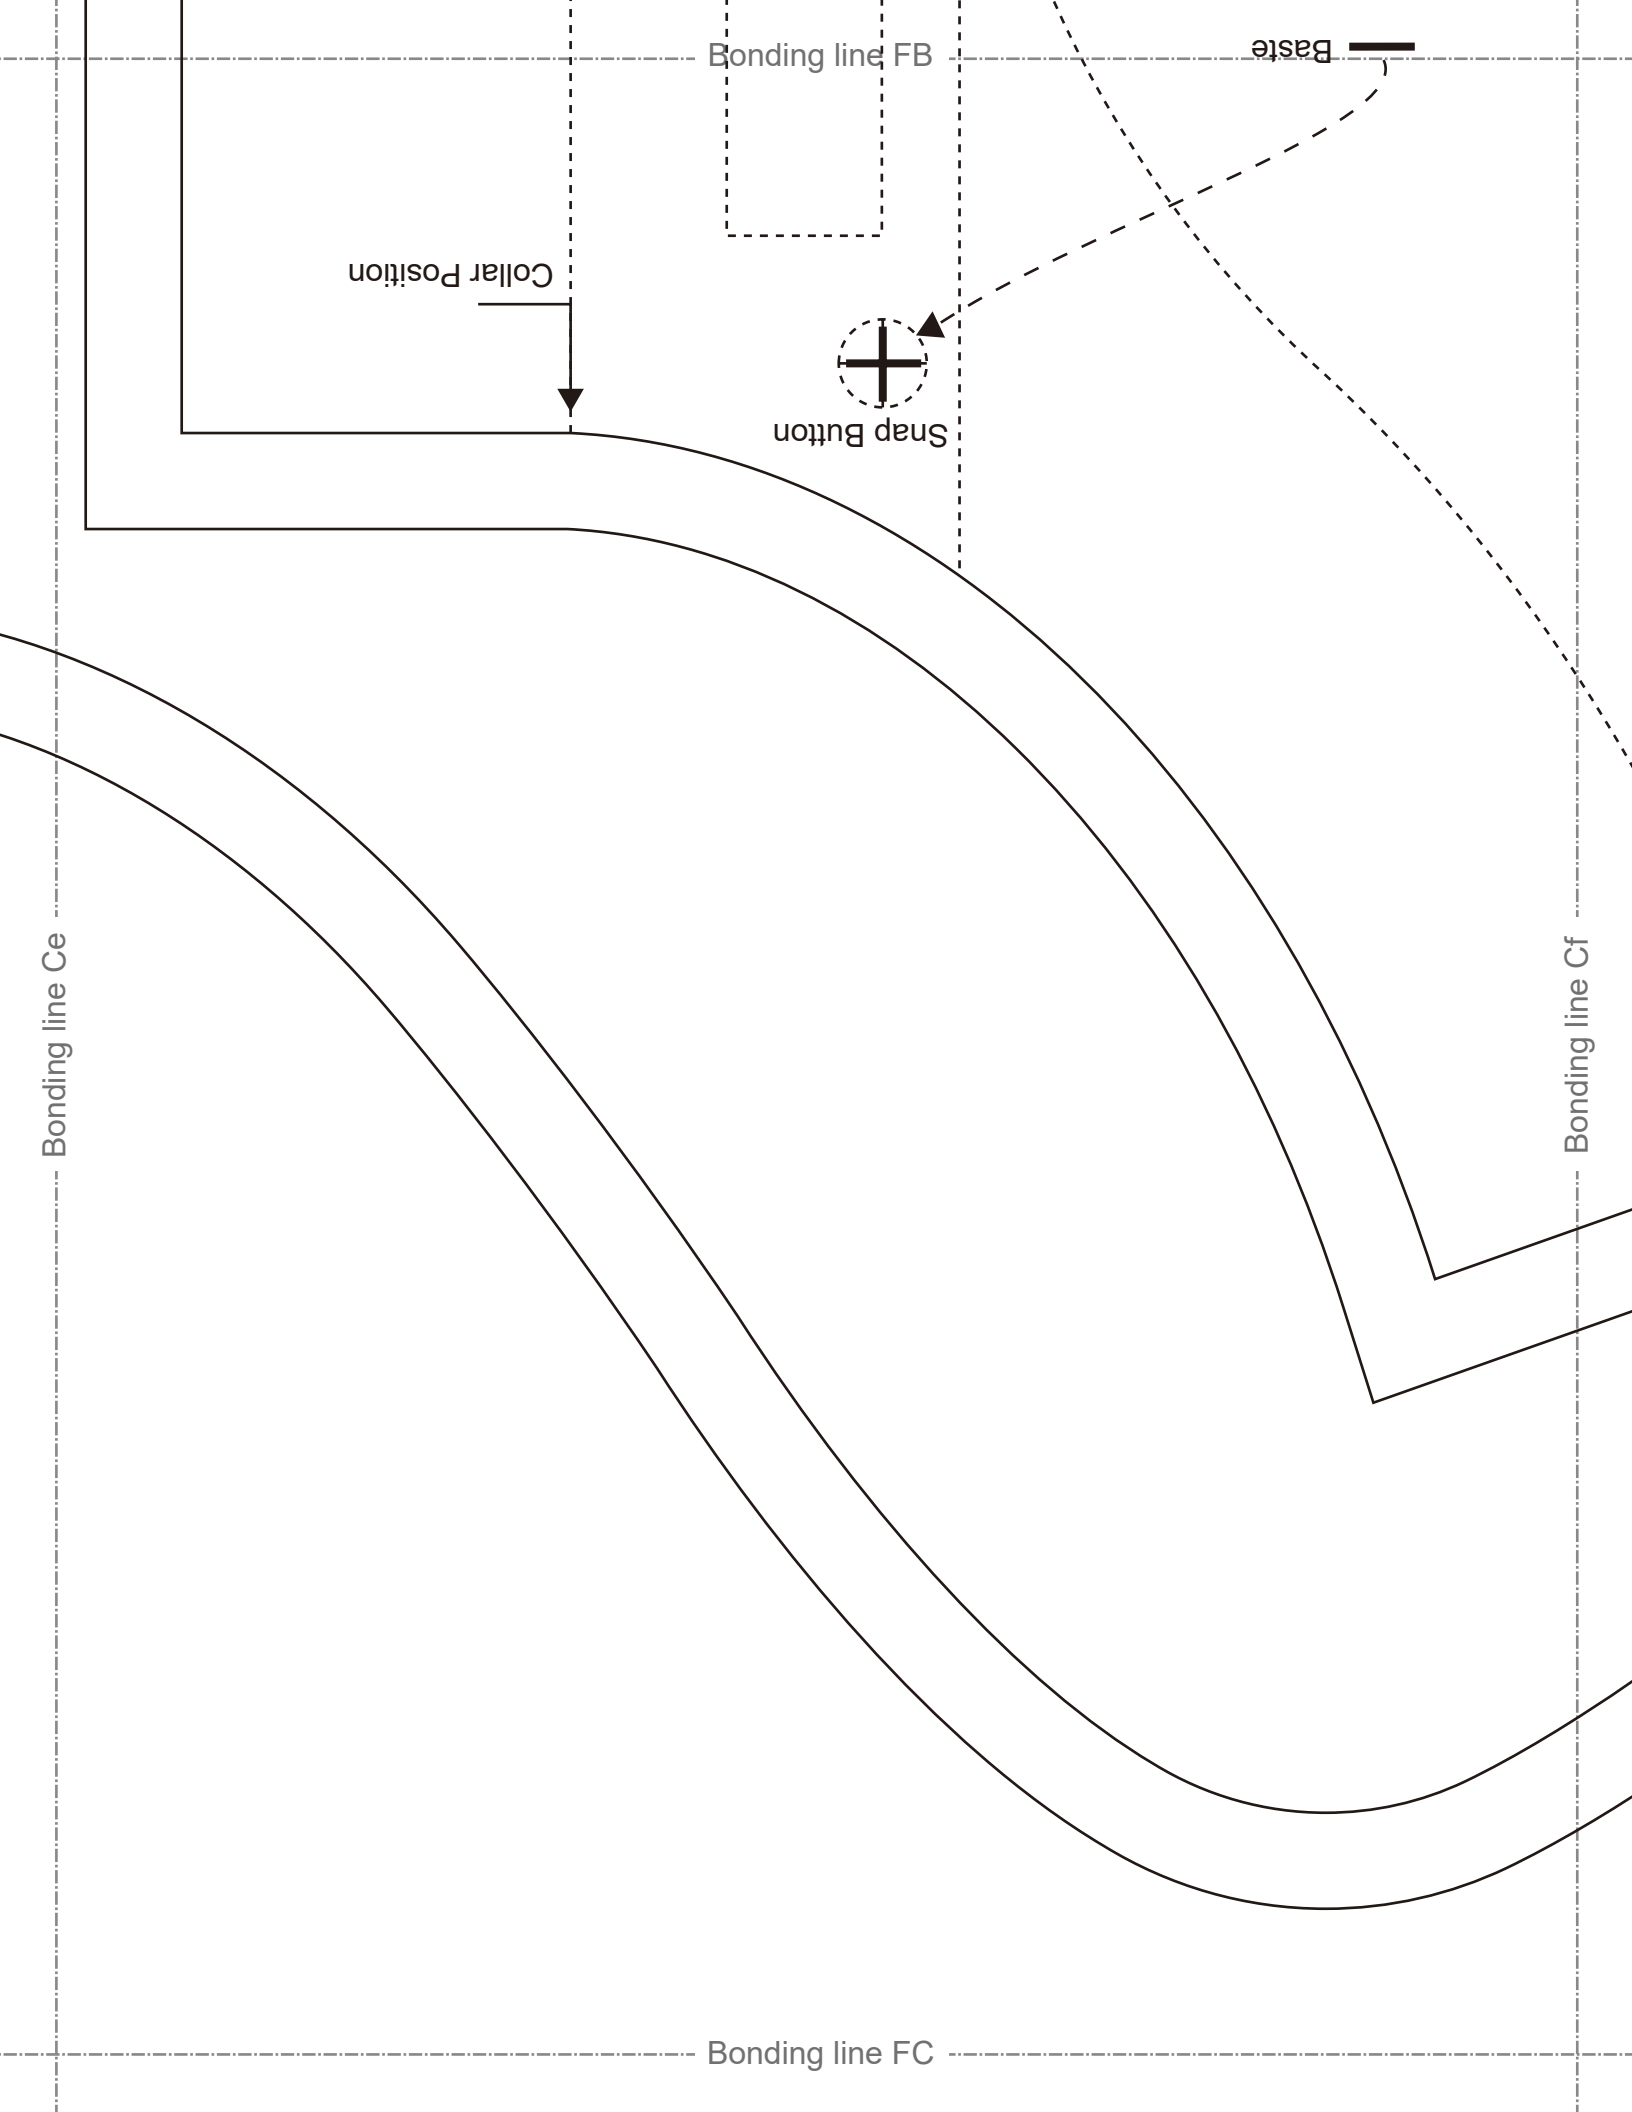 Bonding line FB
Baste
Collar Position
Snap Button
Bonding line Ce
Bonding line Cf
Bonding line FC